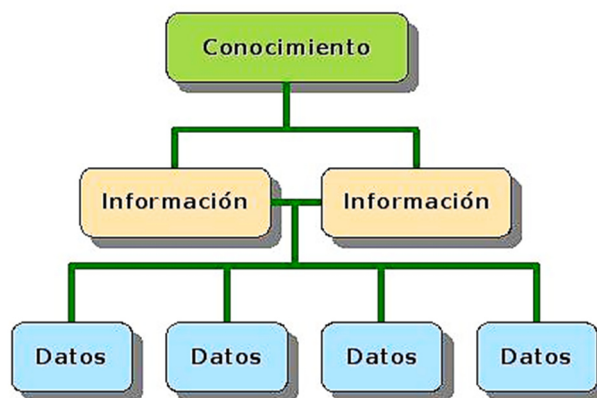 Conocimiento
Información
Información
Datos
Datos
Datos
Datos